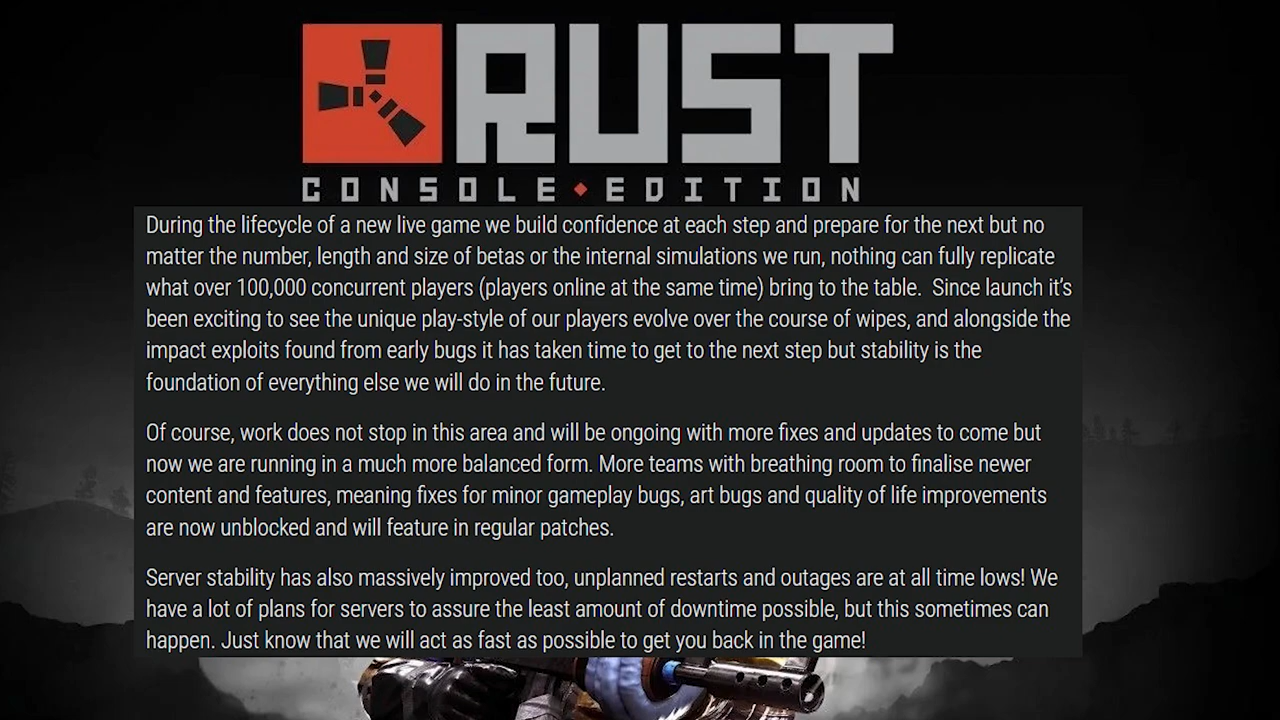 RUST
CONSOLE EDITION
During the lifecycle of a new live game we build confidence at each step and prepare for the next but no
matter the number, length and size of betas or the internal simulations we run, nothing can fully replicate
what over 100,000 concurrent players (players online at the same time) bring to the table.  Since launch it's
been exciting to see the unique play-style of our players evolve over the course of wipes, and alongside the
impact exploits found from early bugs it has taken time to get to the next step but stability is the
foundation of everything else we will do in the future.
Of course, work does not stop in this area and will be ongoing with more fixes and updates to come but
now we are running in a much more balanced form. More teams with breathing room to finalise newer
content and features, meaning fixes for minor gameplay bugs, art bugs and quality of life improvements
are now unblocked and will feature in regular patches.
Server stability has also massively improved too, unplanned restarts and outages are at all time lows! We
have a lot of plans for servers to assure the least amount of downtime possible, but this sometimes can
happen. Just know that we will act as fast as possible to get you back in the game!